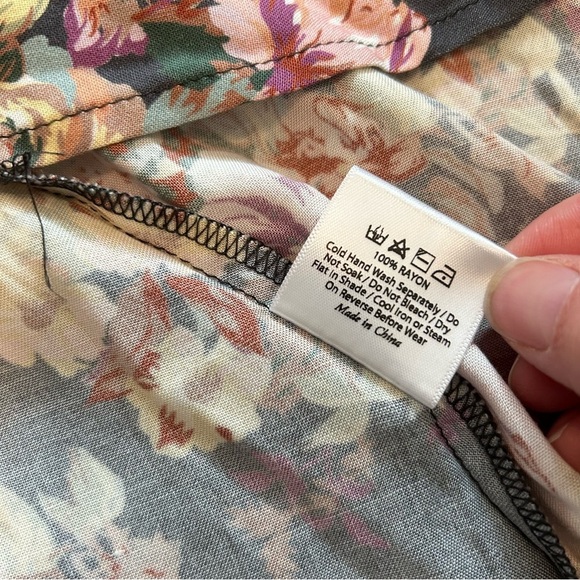 100% RAYON
Cold Hand Wash Separately / Do
Not Soak / Do Not Bleach / Dry
Flat in Shade / Cool iron or Steam
On Reverse Before Wear
Made in China